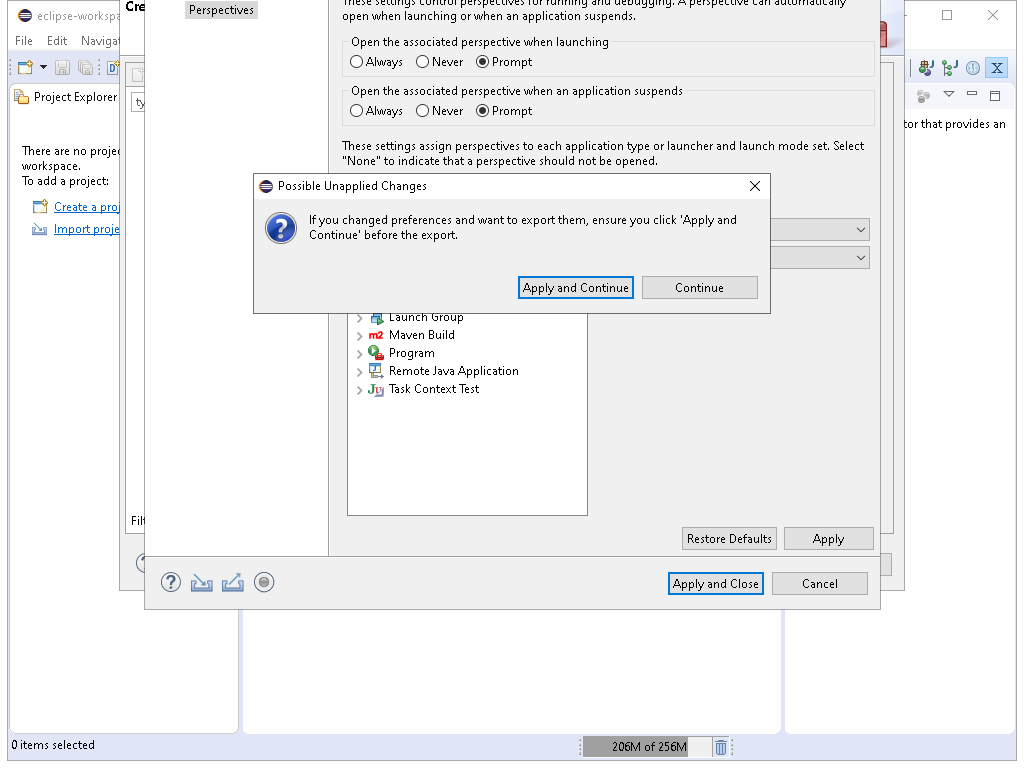 eclipse-workspa
Cre
Perspectives
These settings control perspectives for running and debugging. A perspective can automatically
open when launching or when an application suspends.
File Edit Naviga
Open the associated perspective when launching
Always Never Prompt
X
Project Explorer
ty
Open the associated perspective when an application suspends
Always Never Prompt
tor that provides an
There are no projec
workspace.
To add a project:
Create a proj
Import proje
These settings assign perspectives to each application type or launcher and launch mode set. Select
"None" to indicate that a perspective should not be opened.
Possible Unapplied Changes
If you changed preferences and want to export them, ensure you click 'Apply and
Continue' before the export.
Apply and Continue Continue
Launch Group
m2 Maven Build
Program
Remote Java Application
Ju Task Context Test
Filt
Restore Defaults Apply
Apply and Close Cancel
0 items selected
206M of 256M